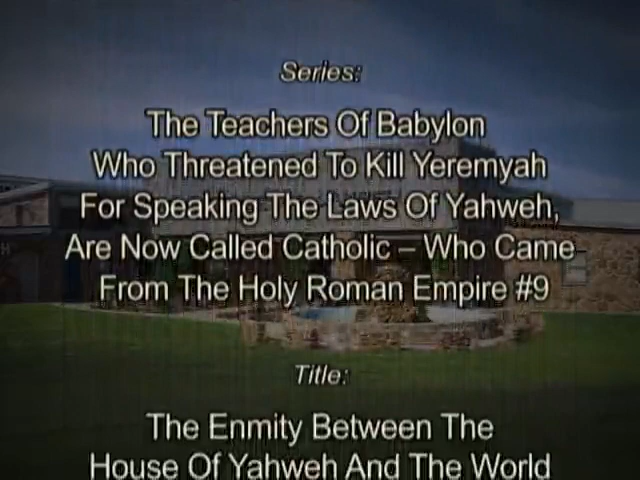 Series:
The Teachers Of Babylon
Who Threatened To Kill Yeremyah
For Speaking The Laws Of Yahweh,
Are Now Called Catholic – Who Came
From The Holy Roman Empire #9
Title:
The Enmity Between The
House Of Yahweh And The World